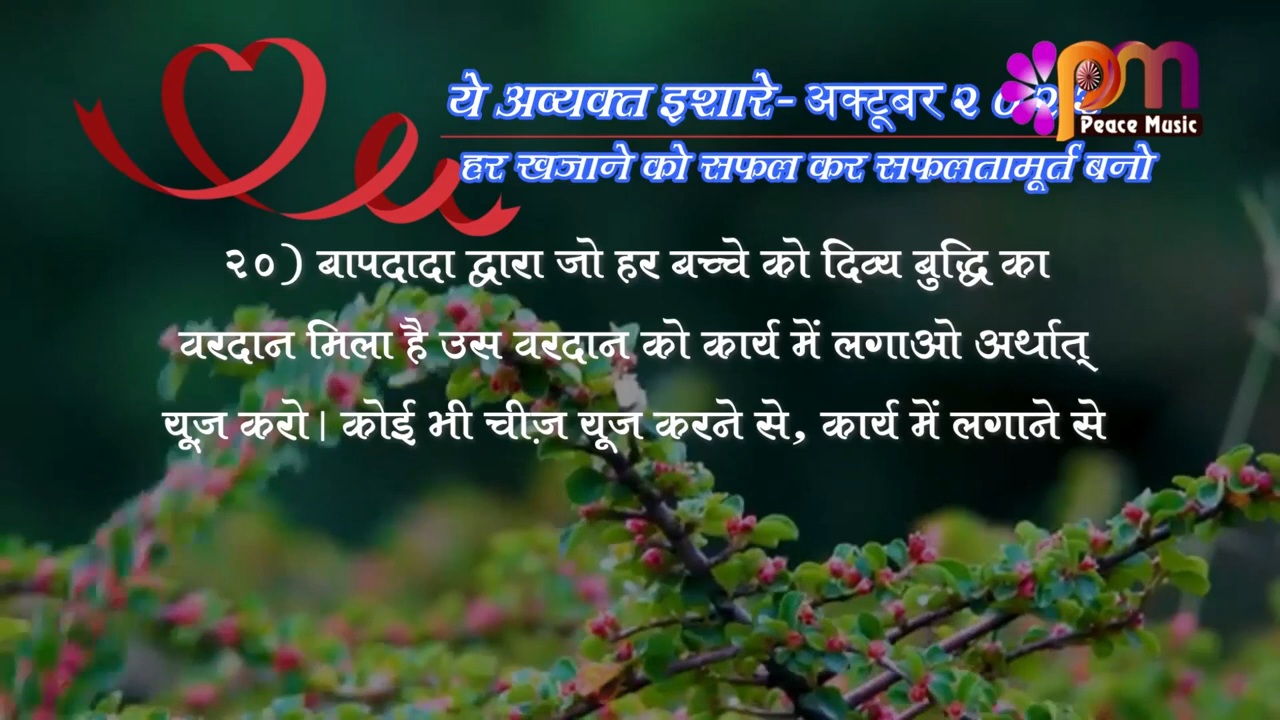 ये अव्यक्त इशारे- अक्टूबर २०
Peace Music
हर खजाने को सफल कर सफलतामूर्त बनो
२०) बापदादा द्वारा जो हर बच्चे को दिव्य बुद्धि का
वरदान मिला है उस वरदान को कार्य में लगाओ अर्थात्
यूज़ करो। कोई भी चीज़ यूज करने से, कार्य में लगाने से